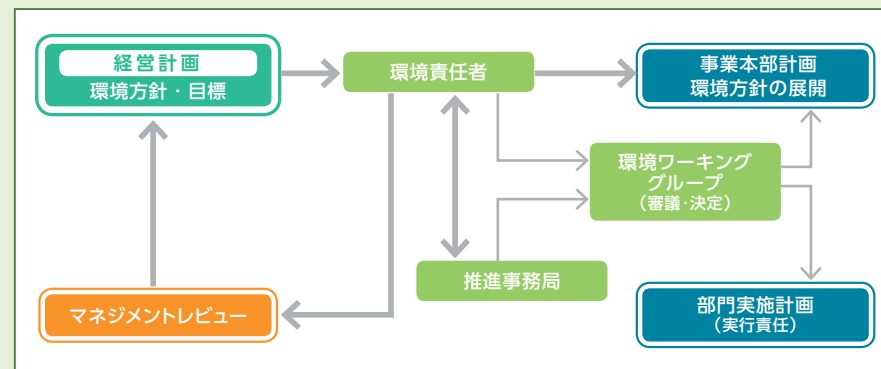 経営計画
環境方針・目標
環境責任者
事業本部計画
環境方針の展開
環境ワーキング
グループ
（審議・決定）
推進事務局
マネジメントレビュー
部門実施計画
（実行責任）